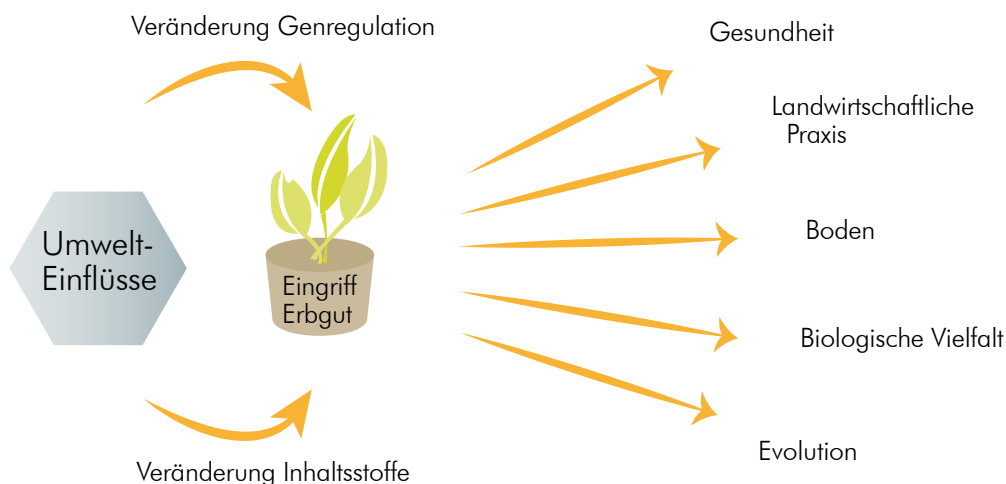 Veränderung Genregulation
Umwelt-
Einflüsse
Eingriff
Erbgut
Veränderung Inhaltsstoffe
Gesundheit
Landwirtschaftliche
Praxis
Boden
Biologische Vielfalt
Evolution